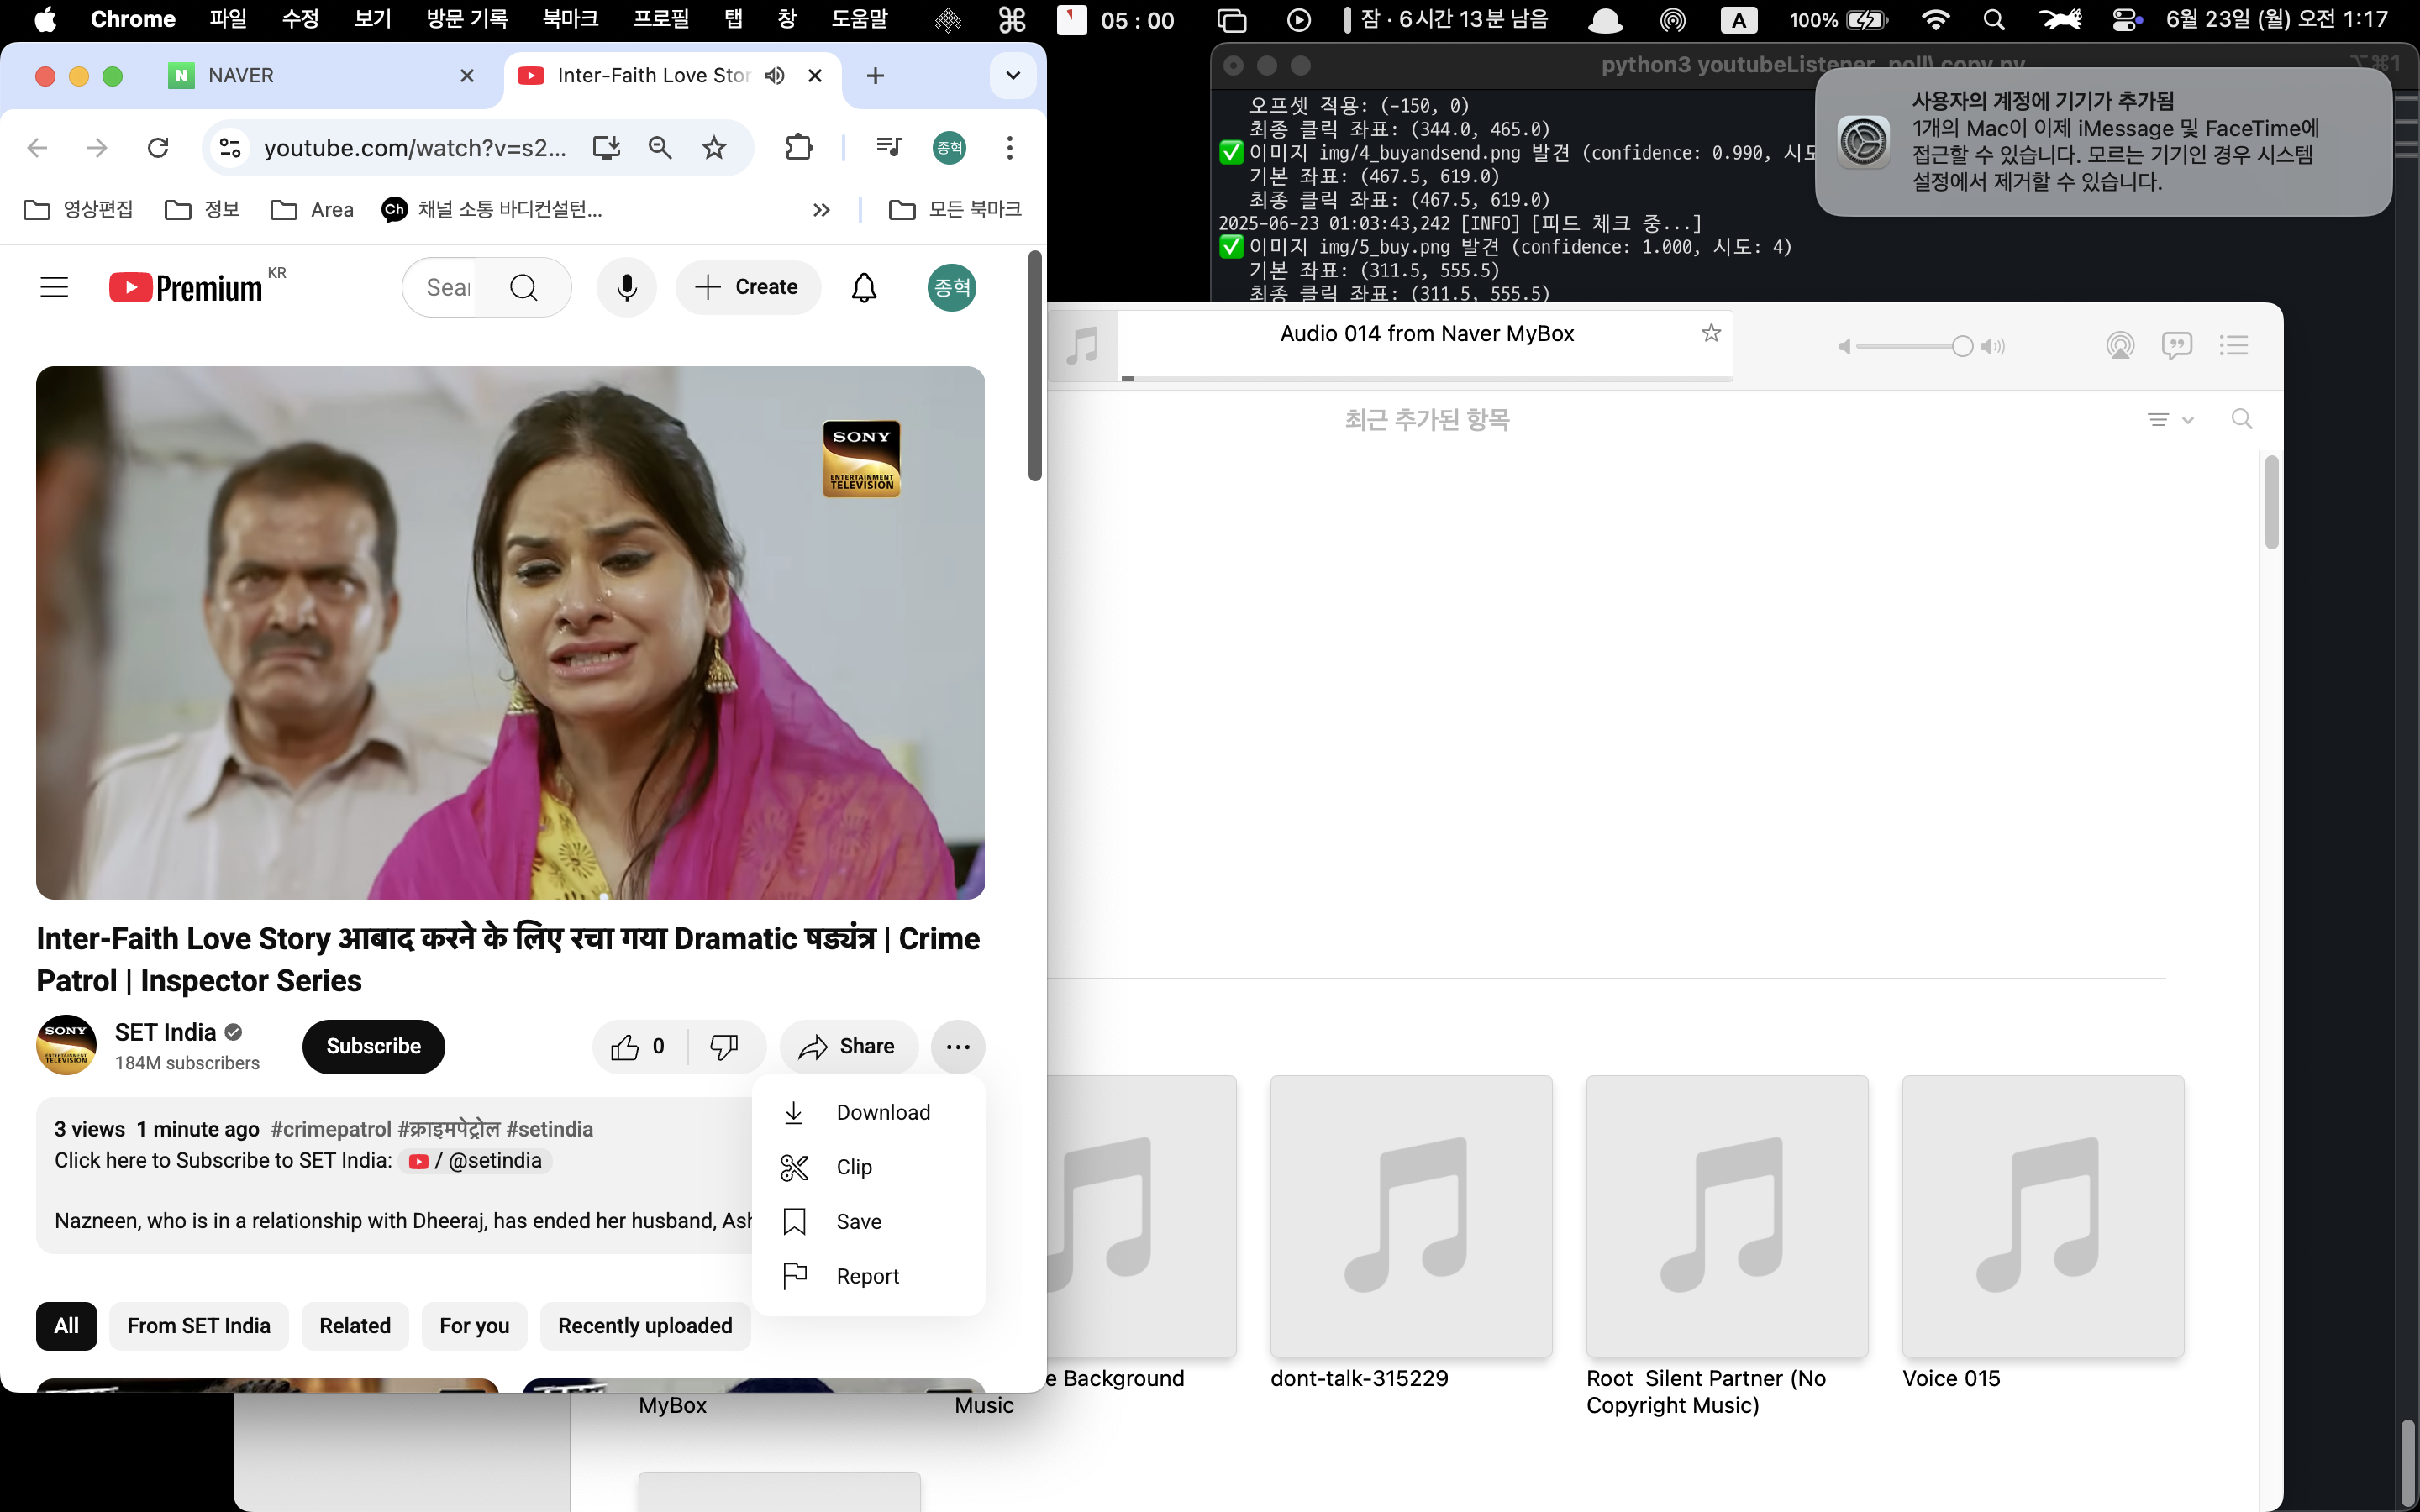 Chrome 파일 수정 보기 방문 기록 북마크 프로필 탭 창 도움말 05 : 00 잠 · 6시간 13분 남음 A 100% 6월 23일 (월) 오전 1:17
NAVER
Inter-Faith Love Stor
youtube.com/watch?v=s2...
종혁
영상편집 정보 Area 채널 소통 바디컨설턴... 모든 북마크
Premium KR
Sear
Create
종혁
SONY
ENTERTAINMENT
TELEVISION
Inter-Faith Love Story आबाद करने के लिए रचा गया Dramatic षड्यंत्र | Crime
Patrol | Inspector Series
SONY
ENTERTAINMENT
TELEVISION
SET India
184M subscribers
Subscribe
0
Share
3 views 1 minute ago #crimepatrol #क्राइमपेट्रोल #setindia
Click here to Subscribe to SET India: / @setindia
Nazneen, who is in a relationship with Dheeraj, has ended her husband, Ash
Download
Clip
Save
Report
All
From SET India
Related
For you
Recently uploaded
python3 youtubeListener_poll\ copy.py
⌥⌘1
오프셋 적용: (-150, 0)
최종 클릭 좌표: (344.0, 465.0)
이미지 img/4_buyandsend.png 발견 (confidence: 0.990, 시도
기본 좌표: (467.5, 619.0)
최종 클릭 좌표: (467.5, 619.0)
2025-06-23 01:03:43,242 [INFO] [피드 체크 중...]
이미지 img/5_buy.png 발견 (confidence: 1.000, 시도: 4)
기본 좌표: (311.5, 555.5)
최종 클릭 좌표: (311.5, 555.5)
사용자의 계정에 기기가 추가됨
1개의 Mac이 이제 iMessage 및 FaceTime에
접근할 수 있습니다. 모르는 기기인 경우 시스템
설정에서 제거할 수 있습니다.
Audio 014 from Naver MyBox
최근 추가된 항목
MyBox
Music
e Background
dont-talk-315229
Root Silent Partner (No
Copyright Music)
Voice 015